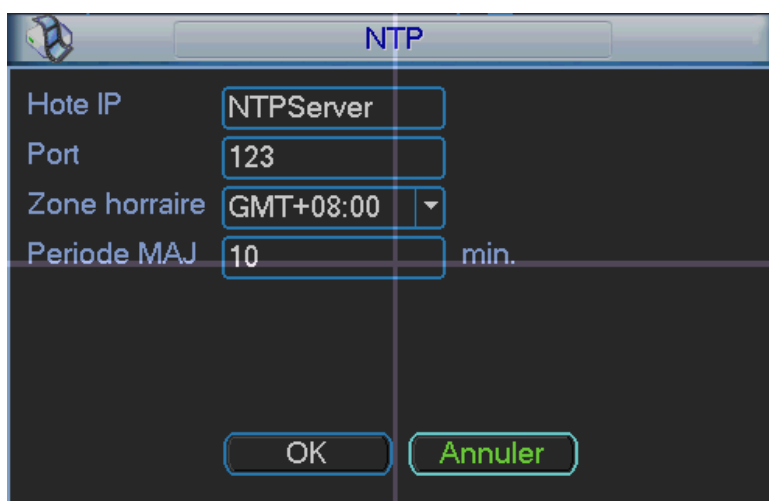 NTP
Hote IP NTPServer
Port 123
Zone horraire GMT+08:00
Periode MAJ 10 min.
OK Annuler